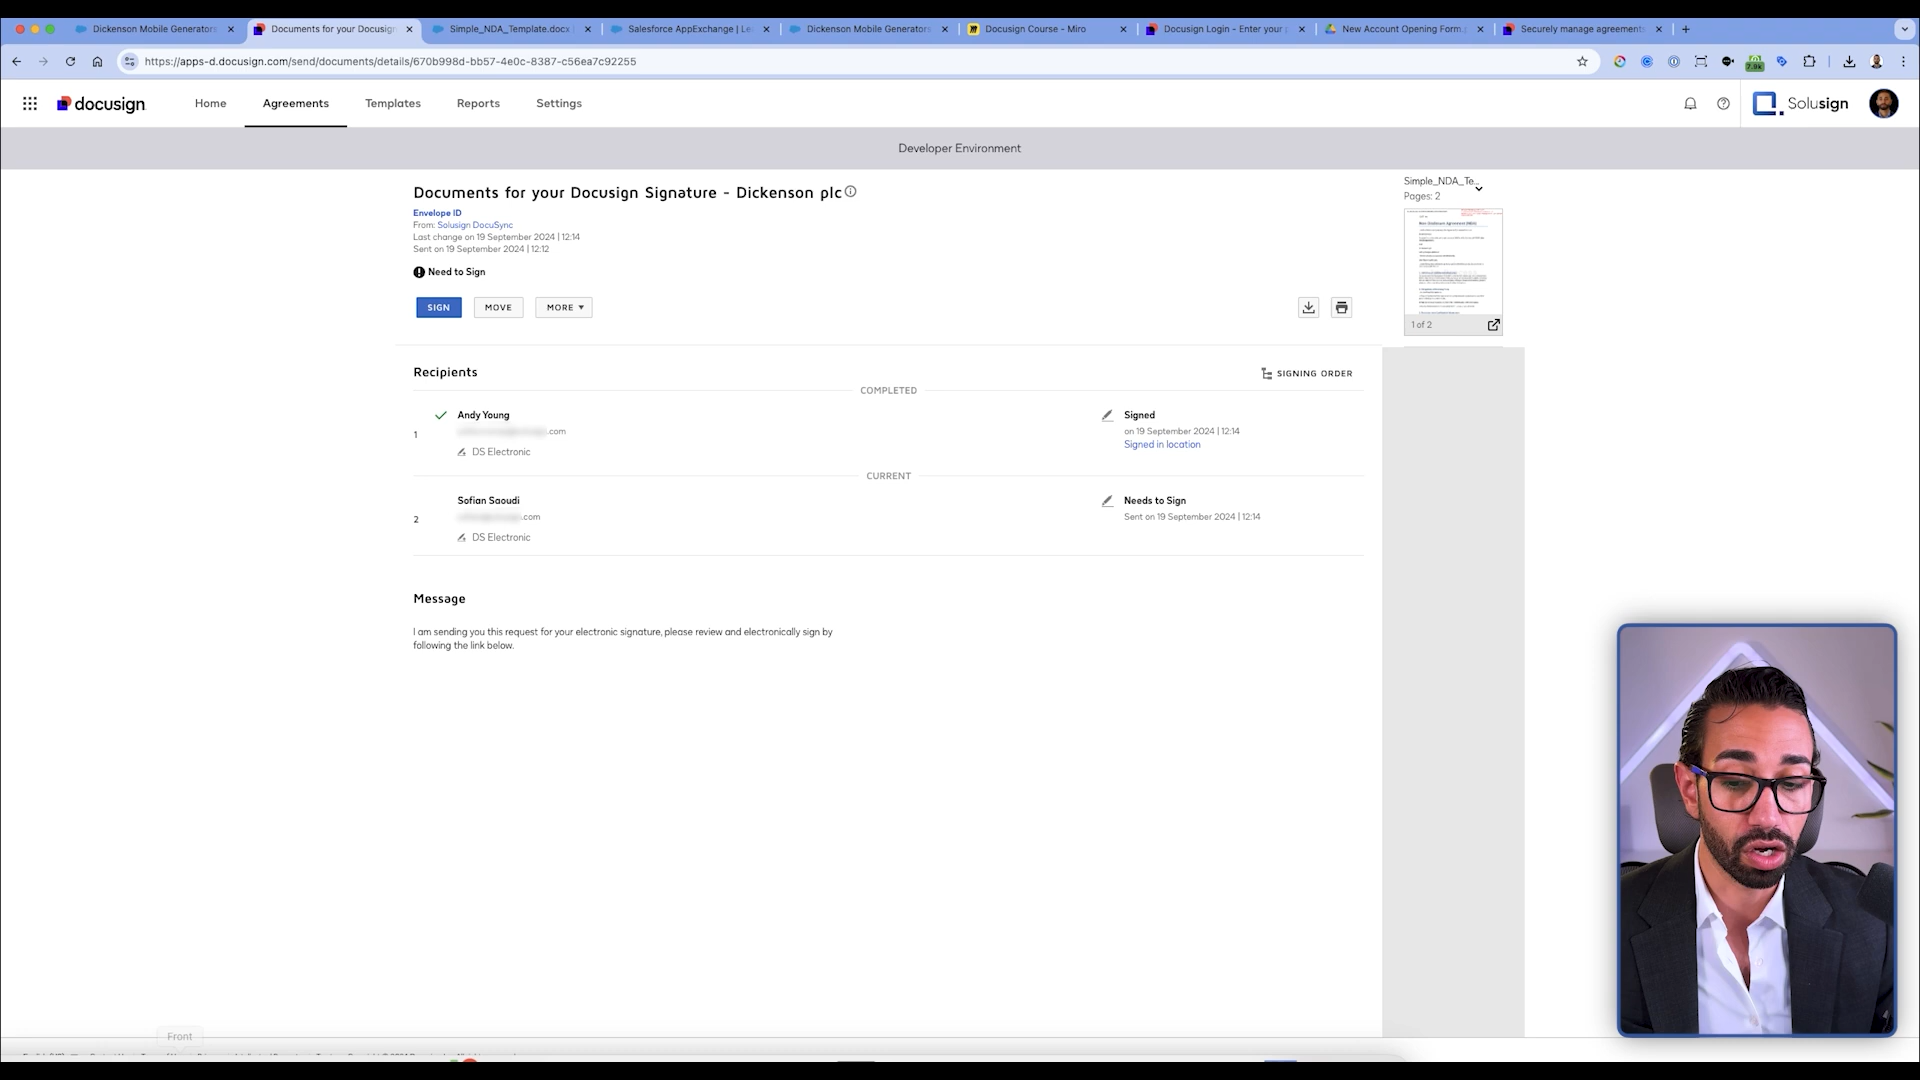 Dickenson Mobile Generators
Documents for your Docusign
Simple_NDA_Template.docx
Salesforce AppExchange | Le
Dickenson Mobile Generators
Docusign Course - Miro
Docusign Login - Enter your
New Account Opening Form.
Securely manage agreements
https://apps-d.docusign.com/send/documents/details/670b998d-bb57-4e0c-8387-c56ea7c92255
7.9k
docusign
Home
Agreements
Templates
Reports
Settings
Solusign
Developer Environment
Documents for your Docusign Signature - Dickenson plc
Envelope ID
From: Solusign DocuSync
Last change on 19 September 2024 | 12:14
Sent on 19 September 2024 | 12:12
Need to Sign
SIGN
MOVE
MORE
Simple_NDA_Te...
Pages: 2
1 of 2
Recipients
SIGNING ORDER
COMPLETED
1
Andy Young
.com
DS Electronic
Signed
on 19 September 2024 | 12:14
Signed in location
CURRENT
2
Sofian Saoudi
.com
DS Electronic
Needs to Sign
Sent on 19 September 2024 | 12:14
Message
I am sending you this request for your electronic signature, please review and electronically sign by
following the link below.
Front